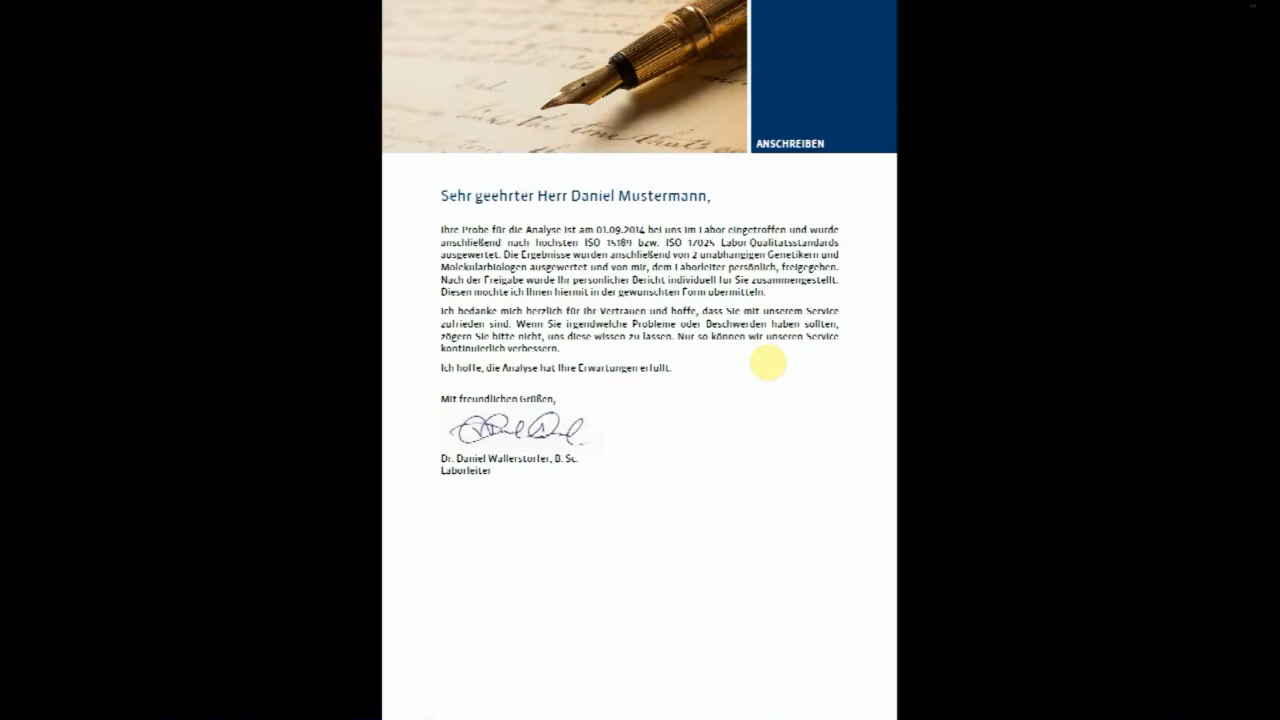 ANSCHREIBEN
Sehr geehrter Herr Daniel Mustermann,
Ihre Probe für die Analyse ist am 01.09.2014 bei uns im Labor eingetroffen und wurde
anschließend nach höchsten ISO 15189 bzw. ISO 17025 Labor Qualitätsstandards
ausgewertet. Die Ergebnisse wurden anschließend von 2 unabhängigen Genetikern und
Molekularbiologen ausgewertet und von mir, dem Laborleiter persönlich, freigegeben.
Nach der Freigabe wurde Ihr persönlicher Bericht individuell für Sie zusammengestellt.
Diesen möchte ich Ihnen hiermit in der gewünschten Form übermitteln.
Ich bedanke mich herzlich für Ihr Vertrauen und hoffe, dass Sie mit unserem Service
zufrieden sind. Wenn Sie irgendwelche Probleme oder Beschwerden haben sollten,
zögern Sie bitte nicht, uns diese wissen zu lassen. Nur so können wir unseren Service
kontinuierlich verbessern.
Ich hoffe, die Analyse hat Ihre Erwartungen erfüllt.
Mit freundlichen Grüßen,
Dr. Daniel Wallerstorfer, B. Sc.
Laborleiter